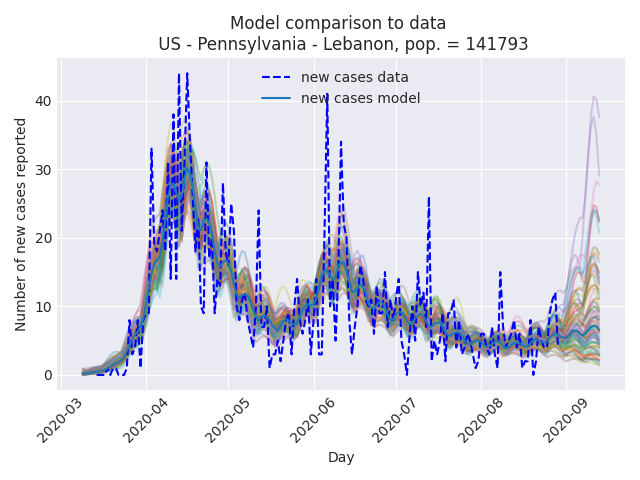 Model comparison to data
US - Pennsylvania - Lebanon, pop. = 141793
new cases data
new cases model
Number of new cases reported
40
30
20
10
0
2020-03
2020-04
2020-05
2020-06
2020-07
2020-08
2020-09
Day